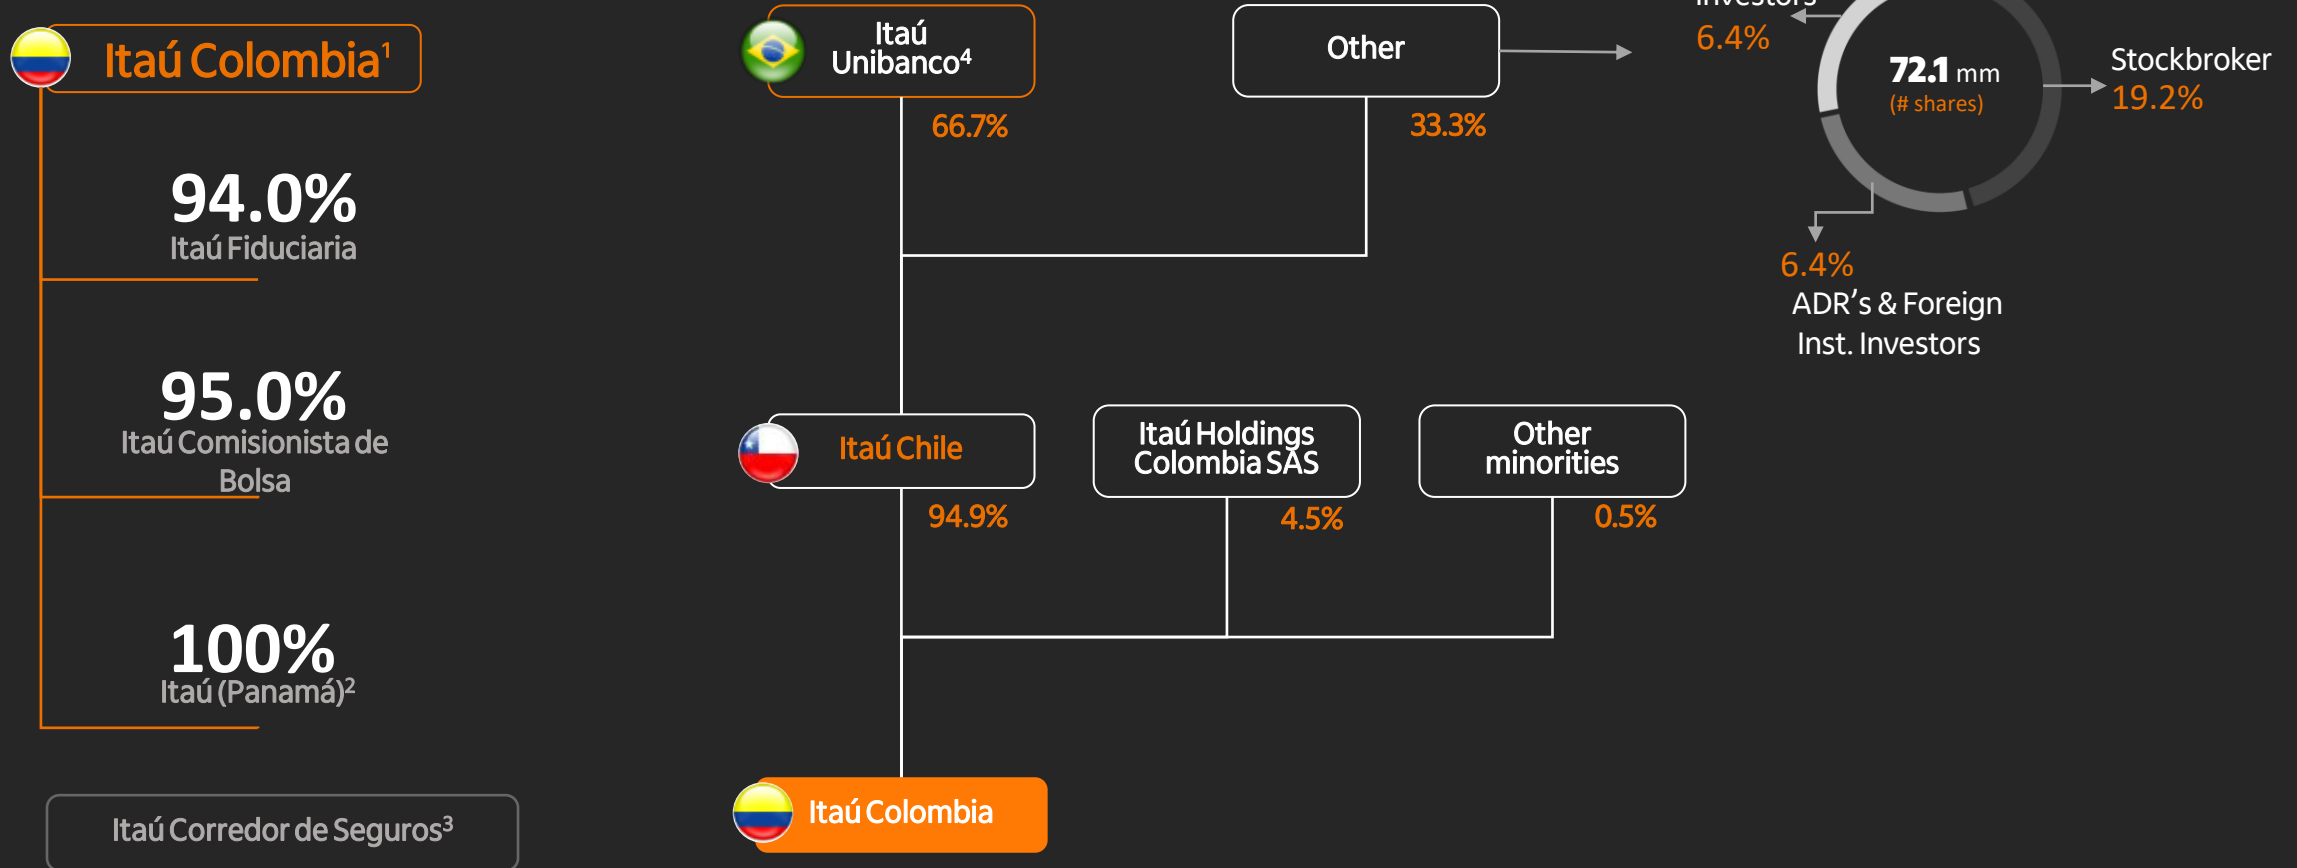 Itaú Colombia¹
94.0%
Itaú Fiduciaria
95.0%
Itaú Comisionista de
Bolsa
100%
Itaú (Panamá)²
Itaú Corredor de Seguros³
Itaú
Unibanco⁴
66.7%
Other
33.3%
Itaú Chile
94.9%
Itaú Holdings
Colombia SAS
4.5%
Other
minorities
0.5%
Itaú Colombia
Investors
6.4%
72.1 mm
(# shares)
Stockbroker
19.2%
6.4%
ADR’s & Foreign
Inst. Investors